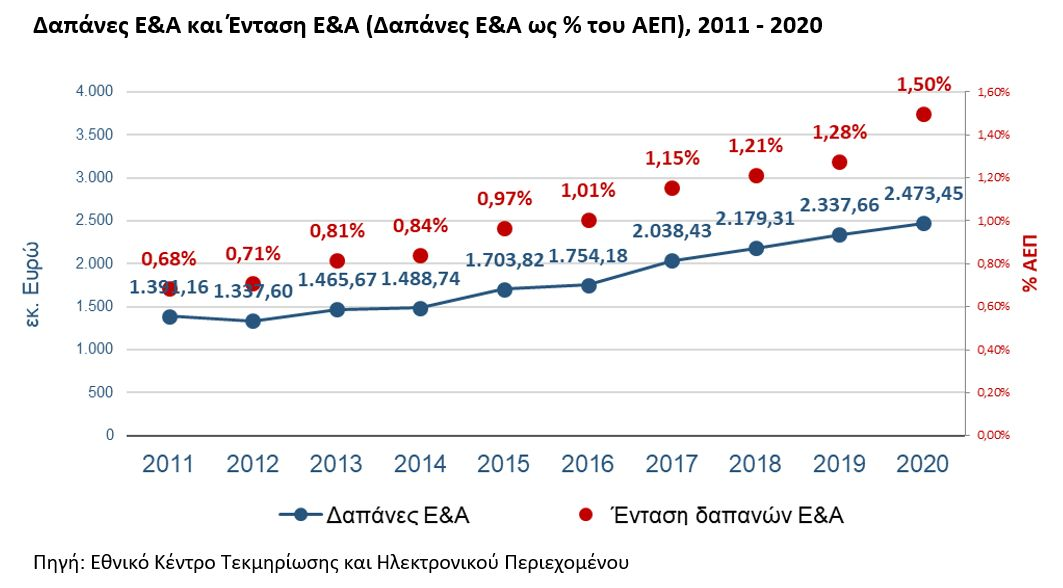 Δαπάνες Ε&Α και Ένταση Ε&Α (Δαπάνες Ε&Α ως % του ΑΕΠ), 2011 - 2020
4.000
3.500
3.000
2.500
2.000
1.500
1.000
500
0
εκ. Ευρώ
1,60%
1,40%
1,20%
1,00%
0,80%
0,60%
0,40%
0,20%
0,00%
% ΑΕΠ
0,68% 0,71% 0,81% 0,84% 0,97% 1,01% 1,15% 1,21% 1,28% 1,50%
1.391,16 1.337,60 1.465,67 1.488,74 1.703,82 1.754,18 2.038,43 2.179,31 2.337,66 2.473,45
2011 2012 2013 2014 2015 2016 2017 2018 2019 2020
Δαπάνες Ε&Α Ένταση δαπανών Ε&Α
Πηγή: Εθνικό Κέντρο Τεκμηρίωσης και Ηλεκτρονικού Περιεχομένου